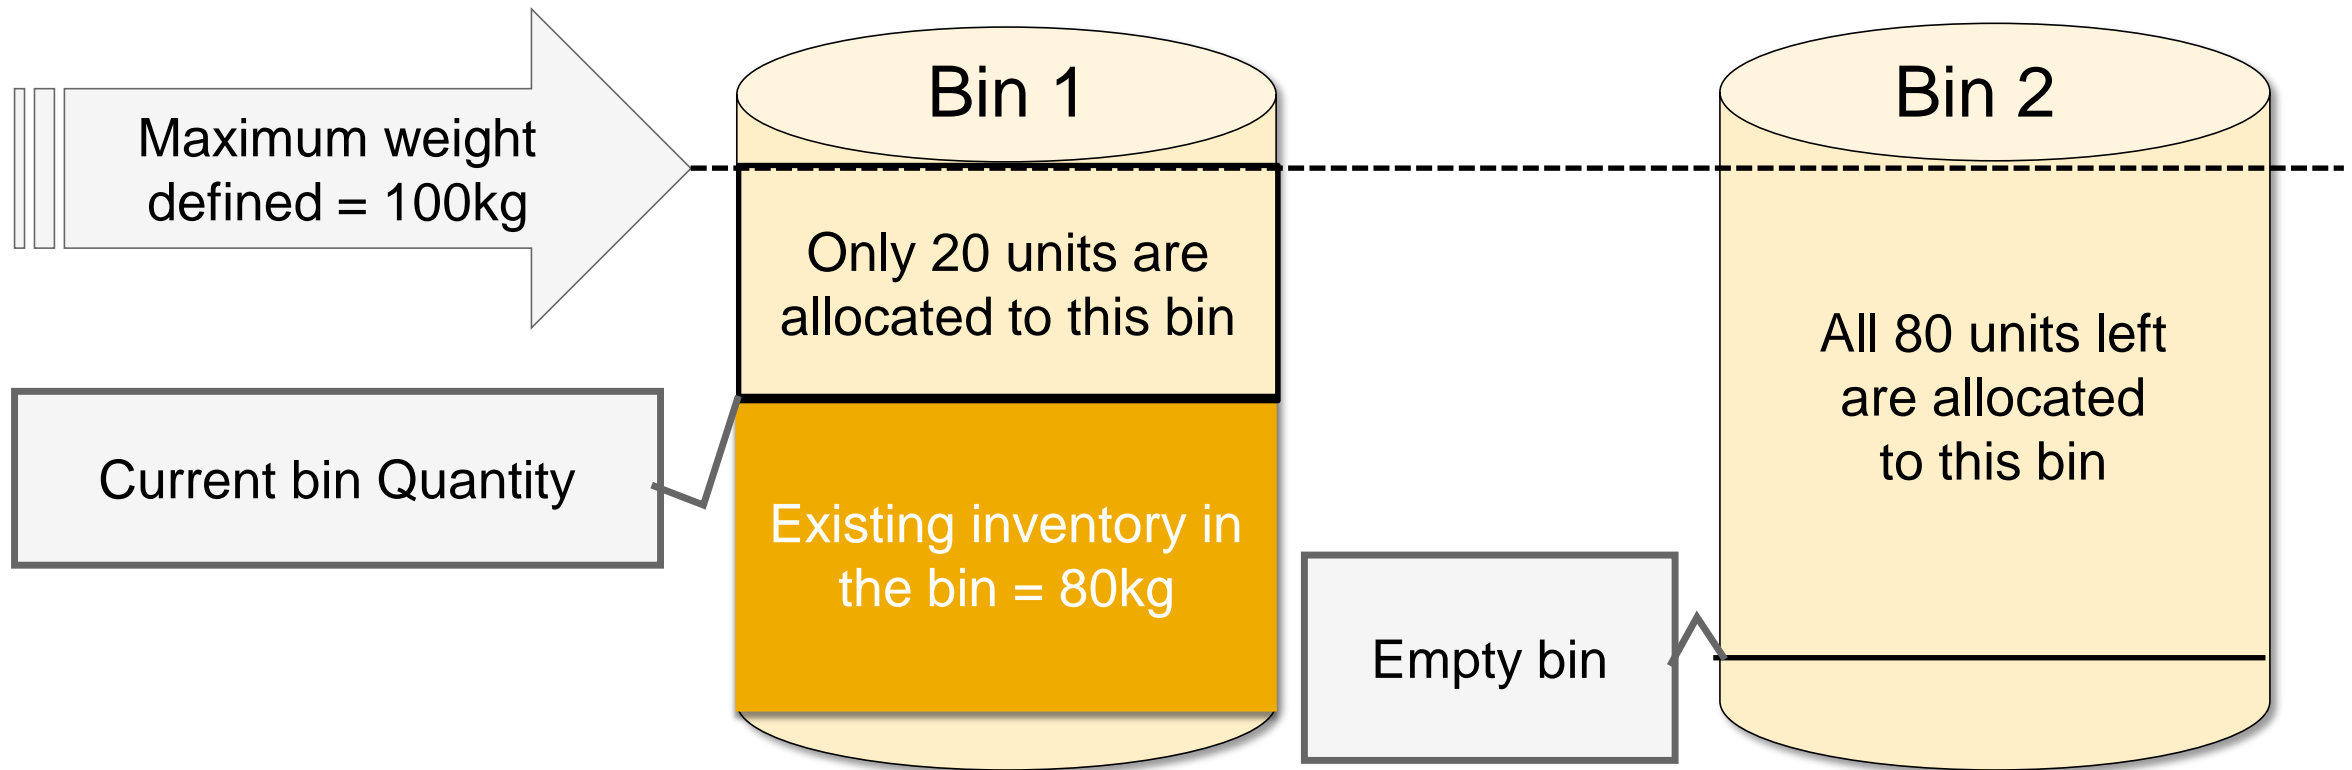 Maximum weight
defined = 100kg
Bin 1
Only 20 units are
allocated to this bin
Current bin Quantity
Existing inventory in
the bin = 80kg
Bin 2
All 80 units left
are allocated
to this bin
Empty bin